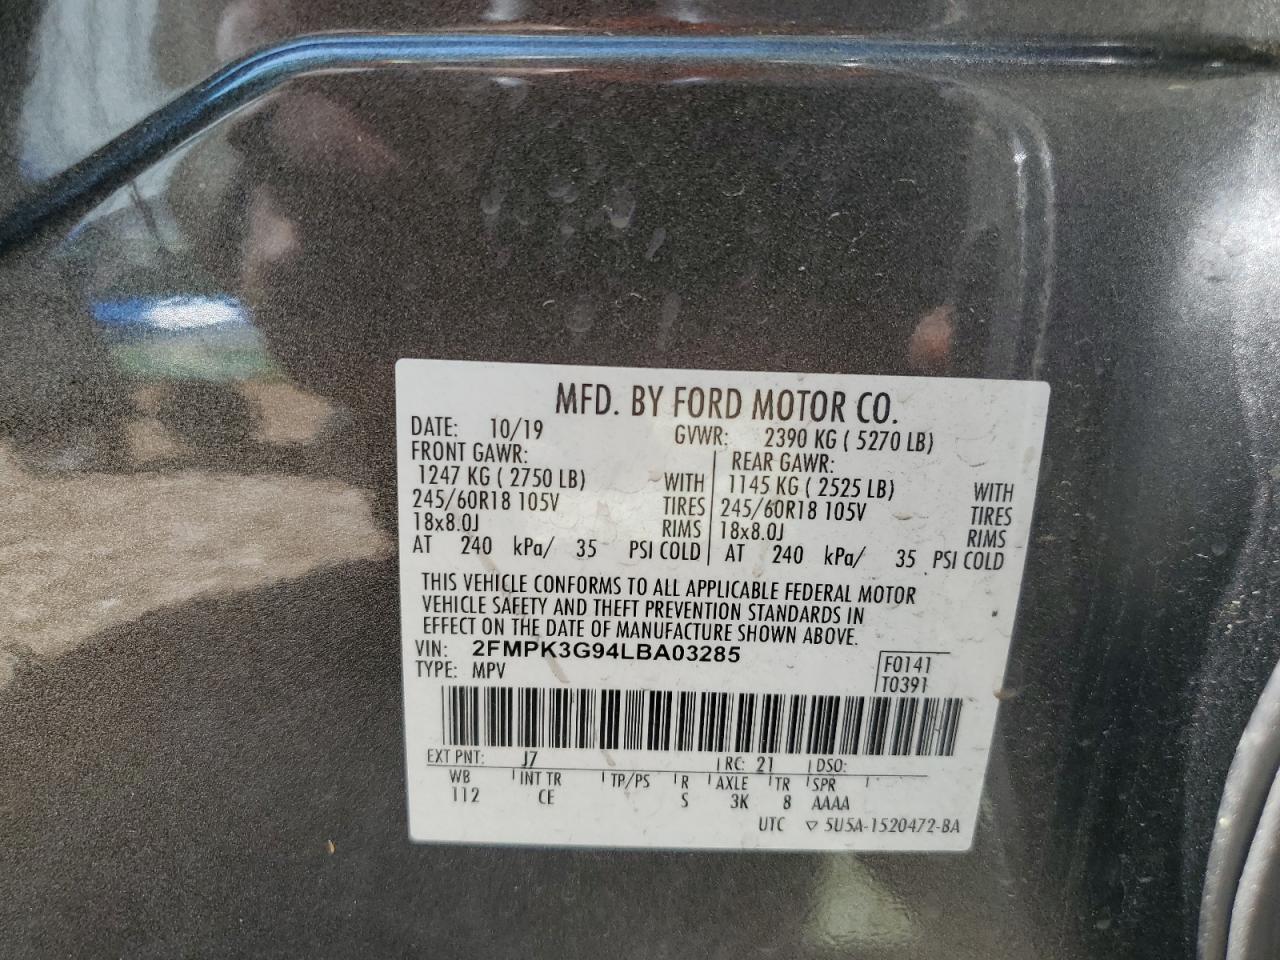 MFD. BY FORD MOTOR CO.
DATE: 10/19 GVWR: 2390 KG ( 5270 LB)
FRONT GAWR: REAR GAWR:
1247 KG ( 2750 LB) WITH 1145 KG ( 2525 LB) WITH
245/60R18 105V TIRES 245/60R18 105V TIRES
18x8.0J RIMS 18x8.0J RIMS
AT 240 kPa/ 35 PSI COLD AT 240 kPa/ 35 PSI COLD
THIS VEHICLE CONFORMS TO ALL APPLICABLE FEDERAL MOTOR
VEHICLE SAFETY AND THEFT PREVENTION STANDARDS IN
EFFECT ON THE DATE OF MANUFACTURE SHOWN ABOVE.
VIN: 2FMPK3G94LBA03285 F0141
TYPE: MPV T0391
EXT PNT: J7 RC: 21 DSO:
WB INT TR TP/PS R AXLE TR SPR
112 CE S 3K 8 AAAA
UTC ▽ 5U5A-1520472-BA